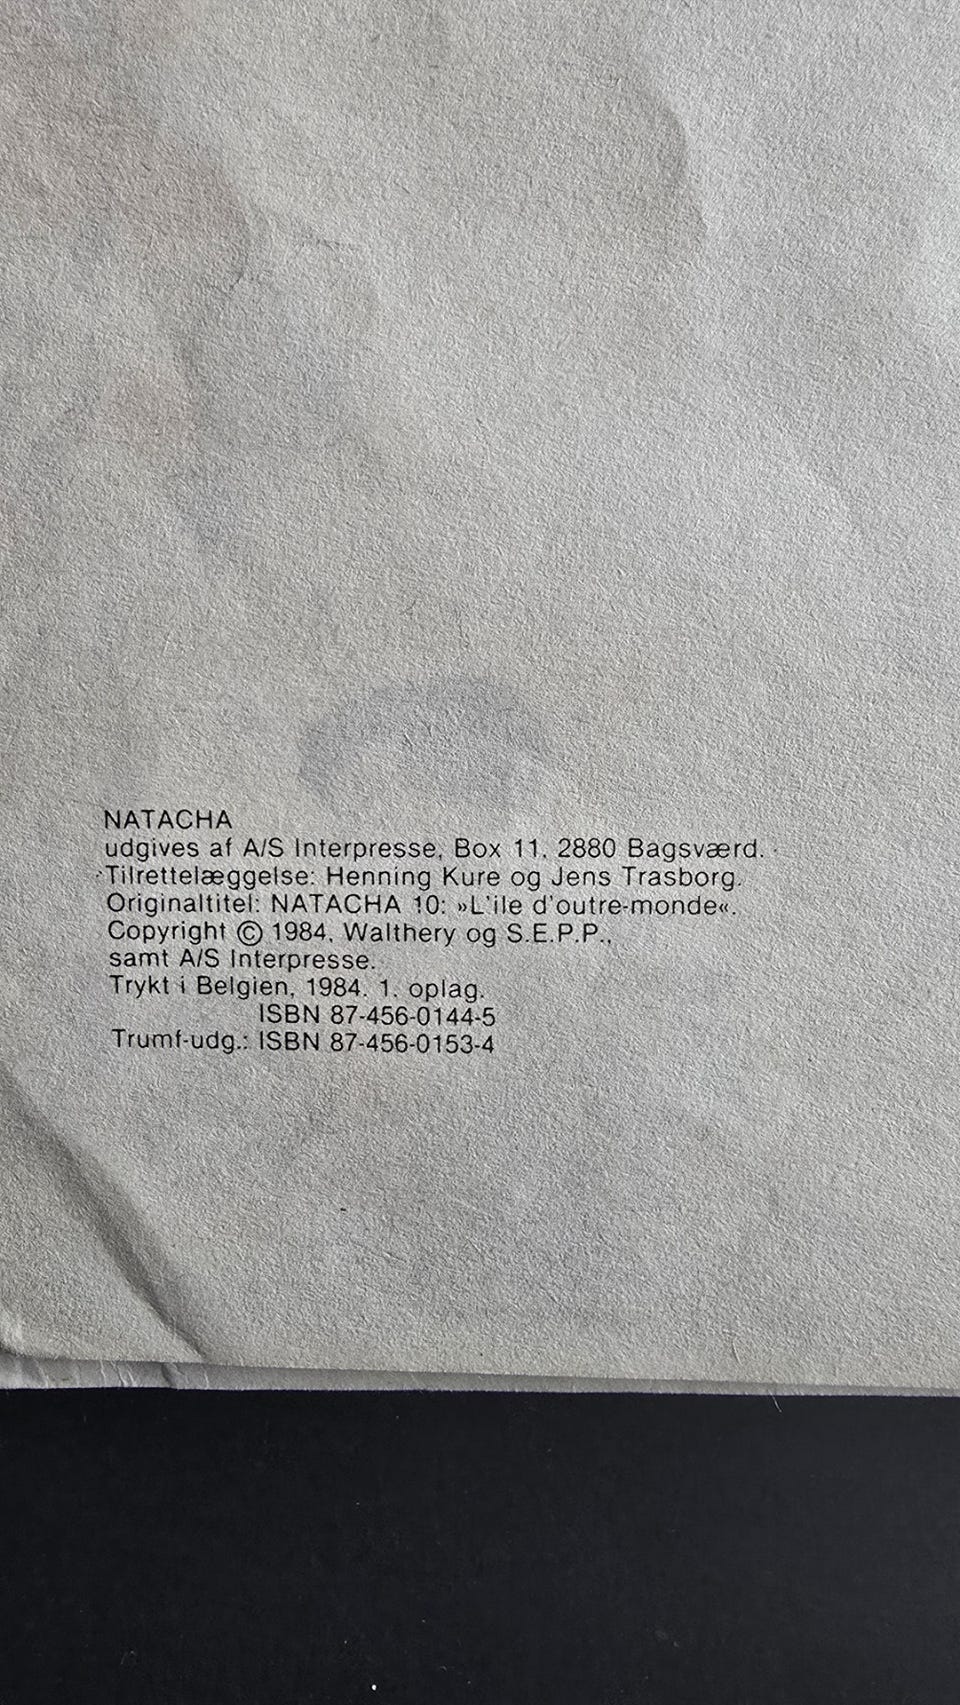 NATACHA
udgives af A/S Interpresse, Box 11, 2880 Bagsværd.
Tilrettelæggelse: Henning Kure og Jens Trasborg.
Originaltitel: NATACHA 10: »L'ile d'outre-monde«.
Copyright © 1984, Walthery og S.E.P.P.,
samt A/S Interpresse.
Trykt i Belgien, 1984. 1. oplag.
ISBN 87-456-0144-5
Trumf-udg.: ISBN 87-456-0153-4